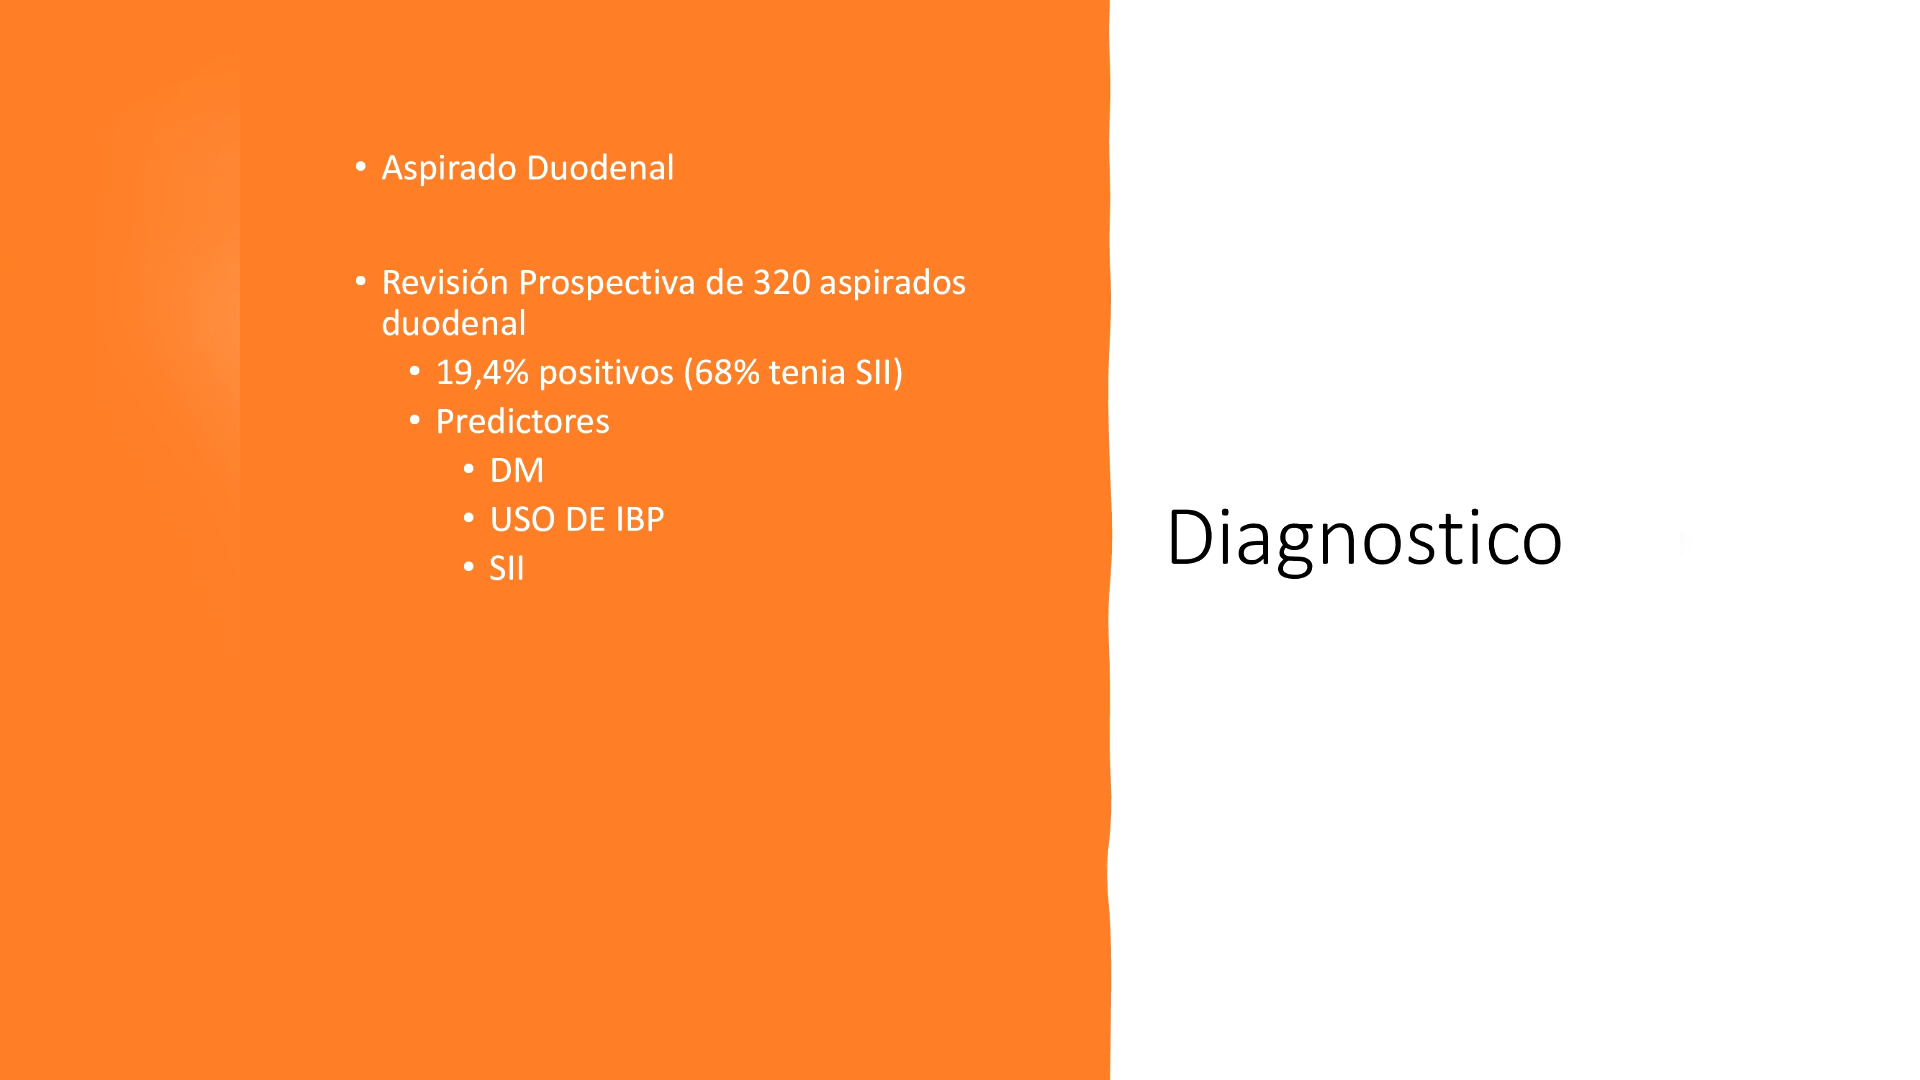 • Aspirado Duodenal
• Revisión Prospectiva de 320 aspirados
duodenal
• 19,4% positivos (68% tenia SII)
• Predictores
• DM
• USO DE IBP
• SII
Diagnostico